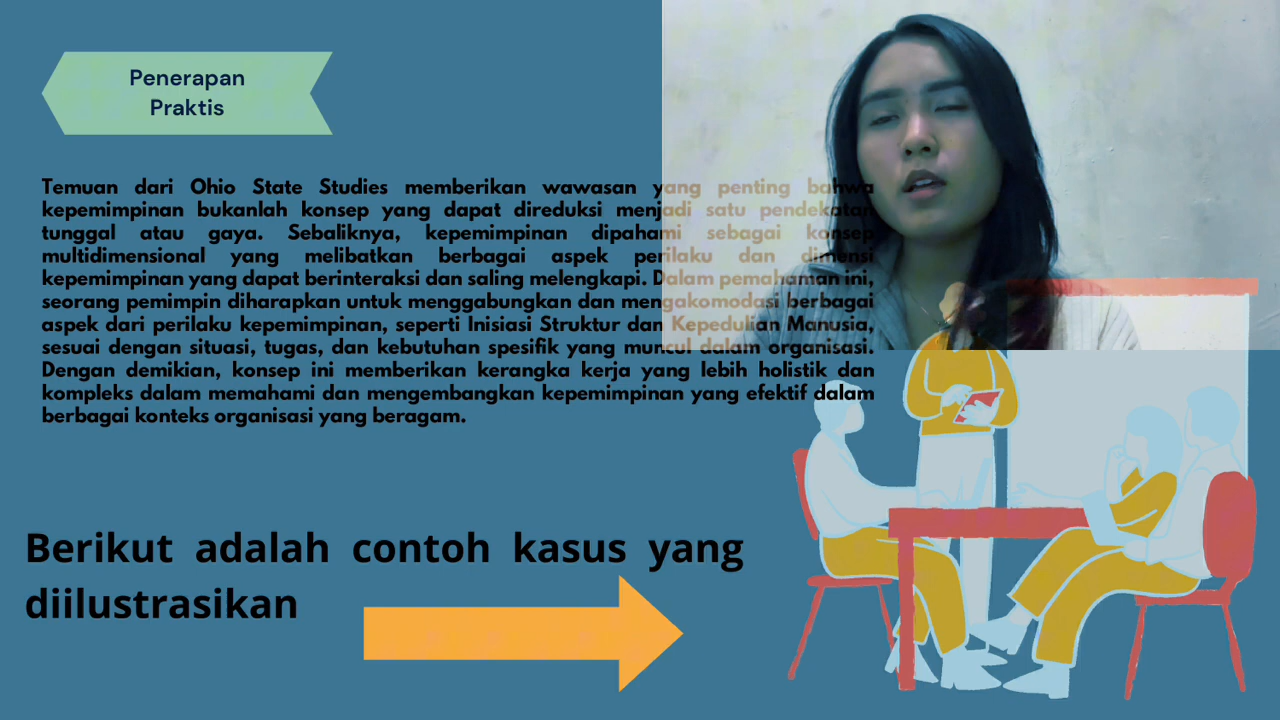 Penerapan
Praktis
Temuan dari Ohio State Studies memberikan wawasan yang penting bahwa
kepemimpinan bukanlah konsep yang dapat direduksi menjadi satu pendekatan
tunggal atau gaya. Sebaliknya, kepemimpinan dipahami sebagai konsep
multidimensional yang melibatkan berbagai aspek perilaku dan dimensi
kepemimpinan yang dapat berinteraksi dan saling melengkapi. Dalam pemahaman ini,
seorang pemimpin diharapkan untuk menggabungkan dan mengakomodasi berbagai
aspek dari perilaku kepemimpinan, seperti Inisiasi Struktur dan Kepedulian Manusia,
sesuai dengan situasi, tugas, dan kebutuhan spesifik yang muncul dalam organisasi.
Dengan demikian, konsep ini memberikan kerangka kerja yang lebih holistik dan
kompleks dalam memahami dan mengembangkan kepemimpinan yang efektif dalam
berbagai konteks organisasi yang beragam.
Berikut adalah contoh kasus yang
diilustrasikan